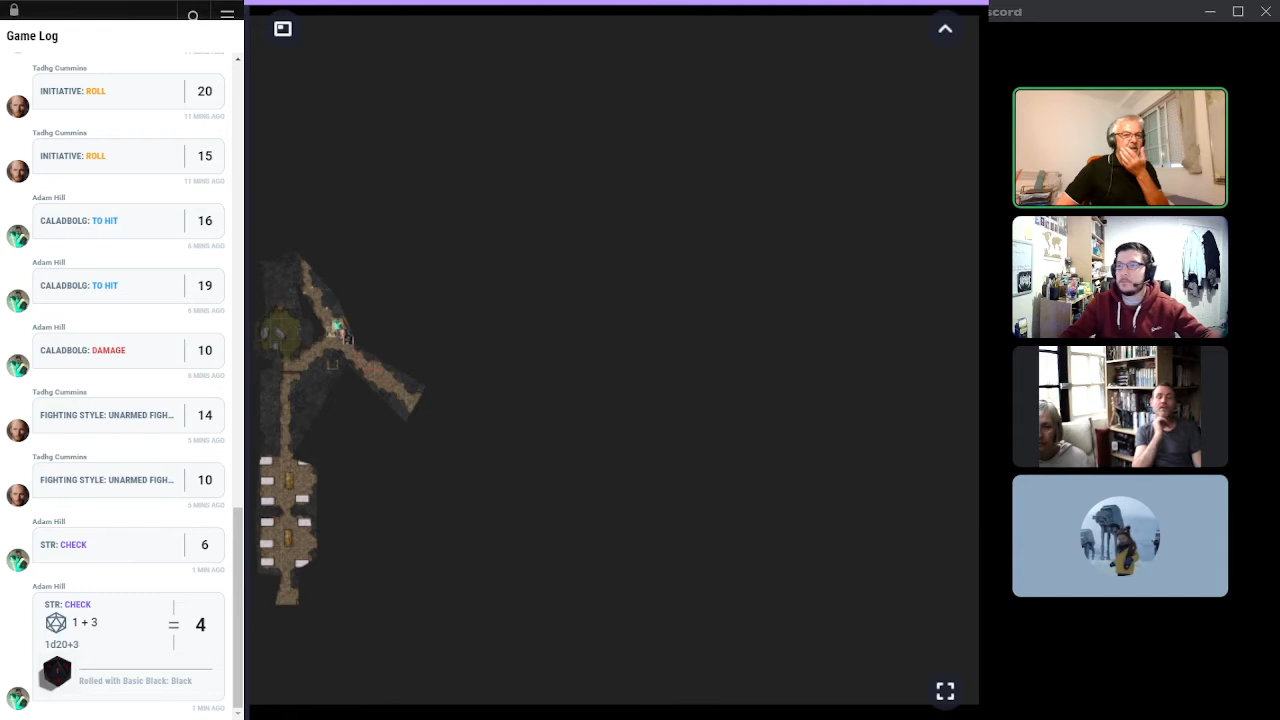 scord
Game Log
Tadhg Cummins
INITIATIVE: ROLL
20
11 MINS AGO
Tadhg Cummins
INITIATIVE: ROLL
15
11 MINS AGO
Adam Hill
CALADBOLG: TO HIT
16
6 MINS AGO
Adam Hill
CALADBOLG: TO HIT
19
6 MINS AGO
Adam Hill
CALADBOLG: DAMAGE
10
6 MINS AGO
Tadhg Cummins
FIGHTING STYLE: UNARMED FIGH...
14
5 MINS AGO
Tadhg Cummins
FIGHTING STYLE: UNARMED FIGH...
10
5 MINS AGO
Adam Hill
STR: CHECK
6
1 MIN AGO
Adam Hill
STR: CHECK
1 + 3
= 4
1d20+3
Rolled with Basic Black: Black
1 MIN AGO